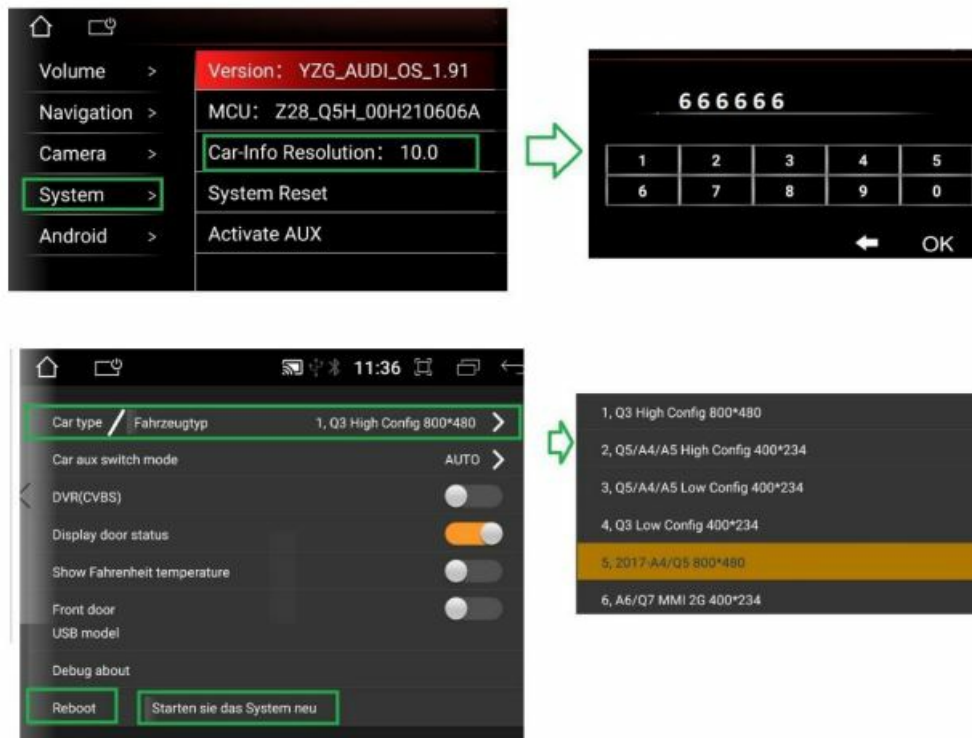 Volume >
Navigation >
Camera >
System >
Android >
Version: YZG_AUDI_OS_1.91
MCU: Z28_Q5H_00H210606A
Car-Info Resolution: 10.0
System Reset
Activate AUX
666666
1 2 3 4 5
6 7 8 9 0
OK
11:36
Car type / Fahrzeugtyp 1, Q3 High Config 800*480 >
Car aux switch mode AUTO >
DVR(CVBS)
Display door status
Show Fahrenheit temperature
Front door
USB model
Debug about
Reboot Starten sie das System neu
1, Q3 High Config 800*480
2, Q5/A4/A5 High Config 400*234
3, Q5/A4/A5 Low Config 400*234
4, Q3 Low Config 400*234
5, 2017-A4/Q5 800*480
6, A6/Q7 MMI 2G 400*234